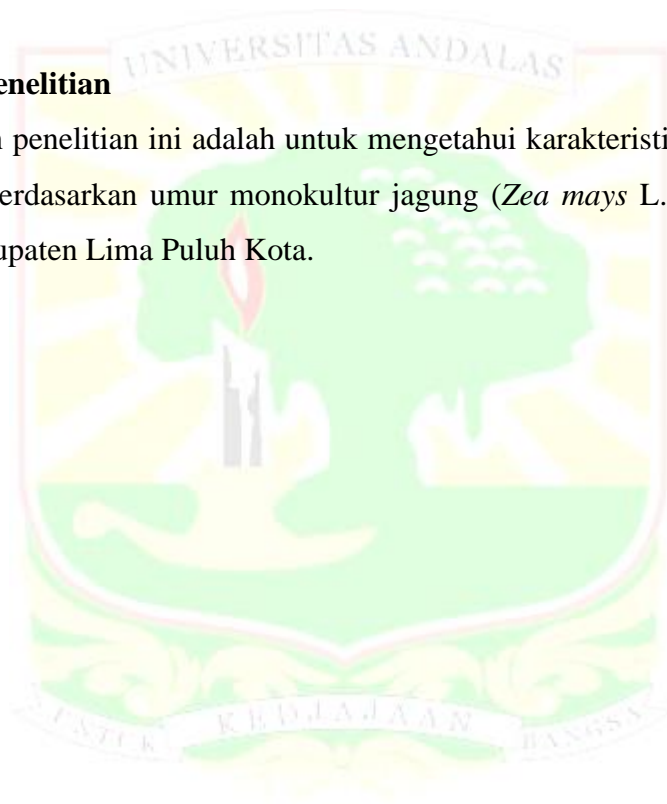 UNIVERSITAS ANDALAS
enelitian
penelitian ini adalah untuk mengetahui karakteristi
erdasarkan umur monokultur jagung (Zea mays L.
upaten Lima Puluh Kota.
UNTUK KEDJAJAAN BANGSA